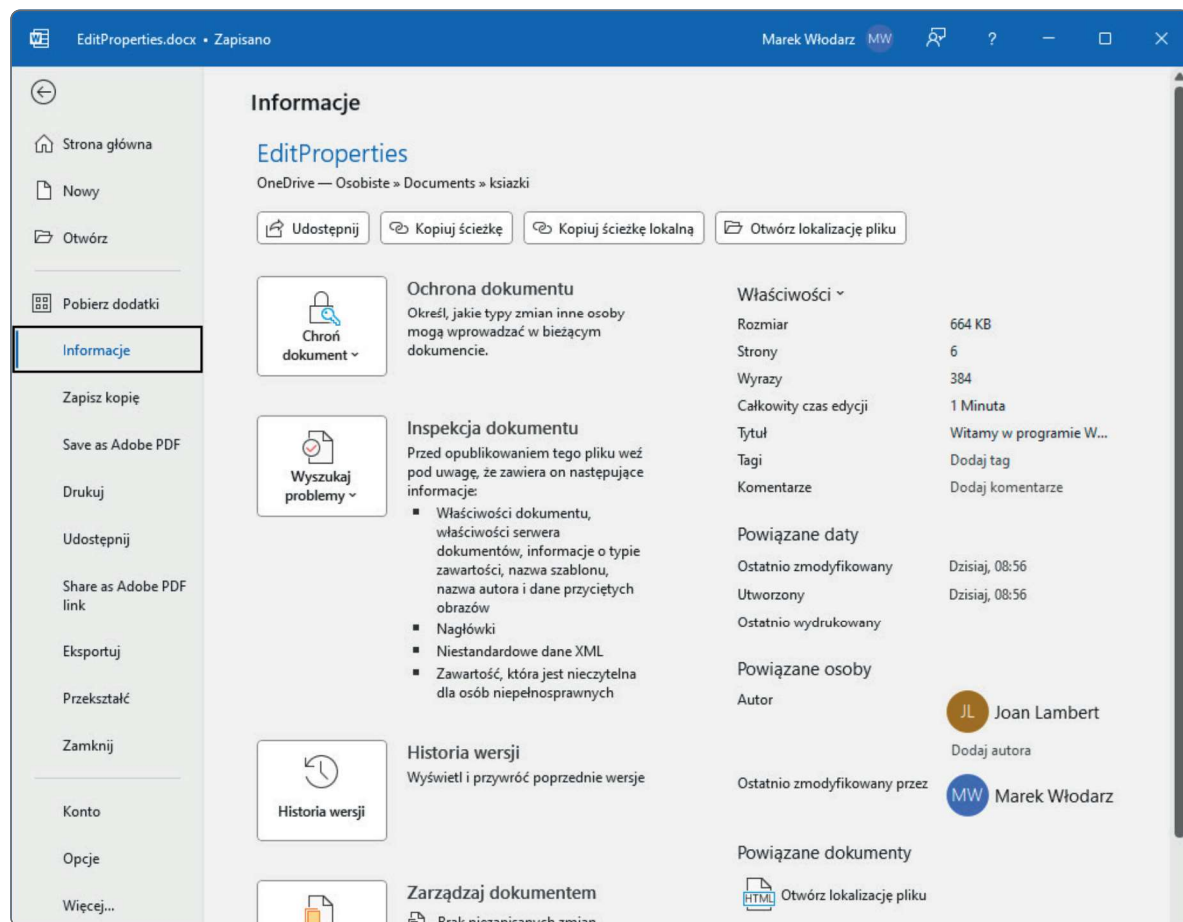 EditProperties.docx • Zapisano
Marek Włodarz MW
?
Strona główna
Nowy
Otwórz
Pobierz dodatki
Informacje
Zapisz kopię
Save as Adobe PDF
Drukuj
Udostępnij
Share as Adobe PDF
link
Eksportuj
Przekształć
Zamknij
Konto
Opcje
Więcej...
Informacje
EditProperties
OneDrive — Osobiste » Documents » ksiazki
Udostępnij
Kopiuj ścieżkę
Kopiuj ścieżkę lokalną
Otwórz lokalizację pliku
Chroń
dokument
Ochrona dokumentu
Określ, jakie typy zmian inne osoby
mogą wprowadzać w bieżącym
dokumencie.
Wyszukaj
problemy
Inspekcja dokumentu
Przed opublikowaniem tego pliku weź
pod uwagę, że zawiera on następujące
informacje:
▪ Właściwości dokumentu,
właściwości serwera
dokumentów, informacje o typie
zawartości, nazwa szablonu,
nazwa autora i dane przyciętych
obrazów
▪ Nagłówki
▪ Niestandardowe dane XML
▪ Zawartość, która jest nieczytelna
dla osób niepełnosprawnych
Historia wersji
Historia wersji
Wyświetl i przywróć poprzednie wersje
Zarządzaj dokumentem
Brak niezapisanych zmian
Właściwości
Rozmiar 664 KB
Strony 6
Wyrazy 384
Całkowity czas edycji 1 Minuta
Tytuł Witamy w programie W...
Tagi Dodaj tag
Komentarze Dodaj komentarze
Powiązane daty
Ostatnio zmodyfikowany Dzisiaj, 08:56
Utworzony Dzisiaj, 08:56
Ostatnio wydrukowany
Powiązane osoby
Autor
JL Joan Lambert
Dodaj autora
Ostatnio zmodyfikowany przez
MW Marek Włodarz
Powiązane dokumenty
HTML Otwórz lokalizację pliku